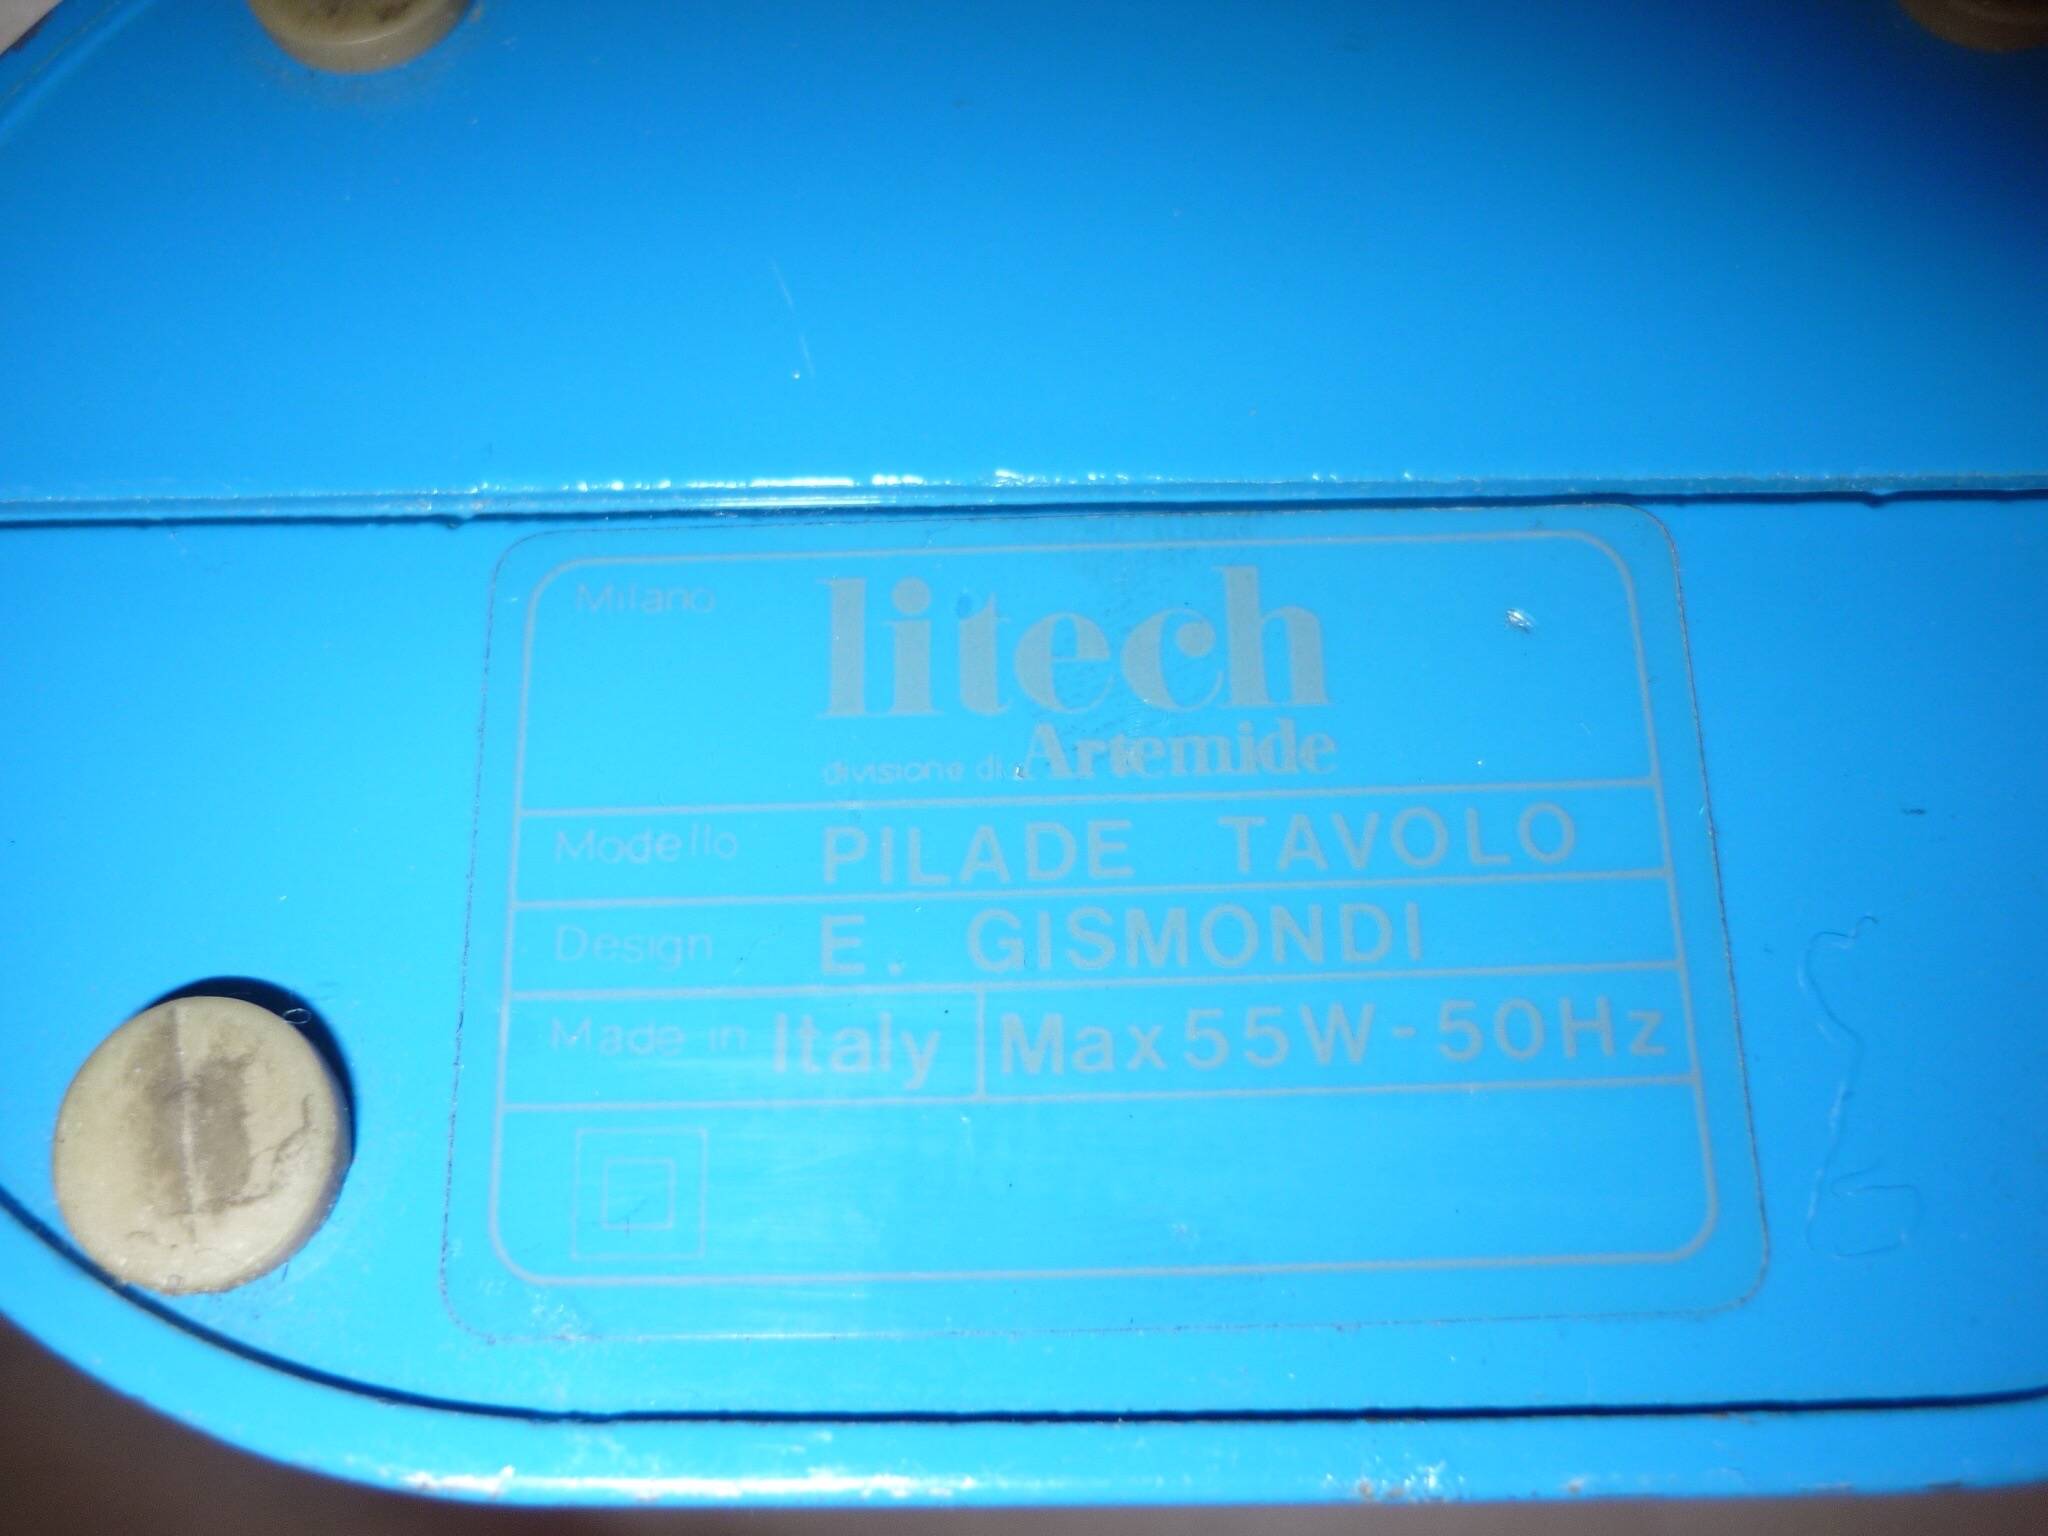 Milano litech
divisione di Artemide
Modello PILADE TAVOLO
Design E. GISMONDI
Made in Italy Max 55W - 50Hz